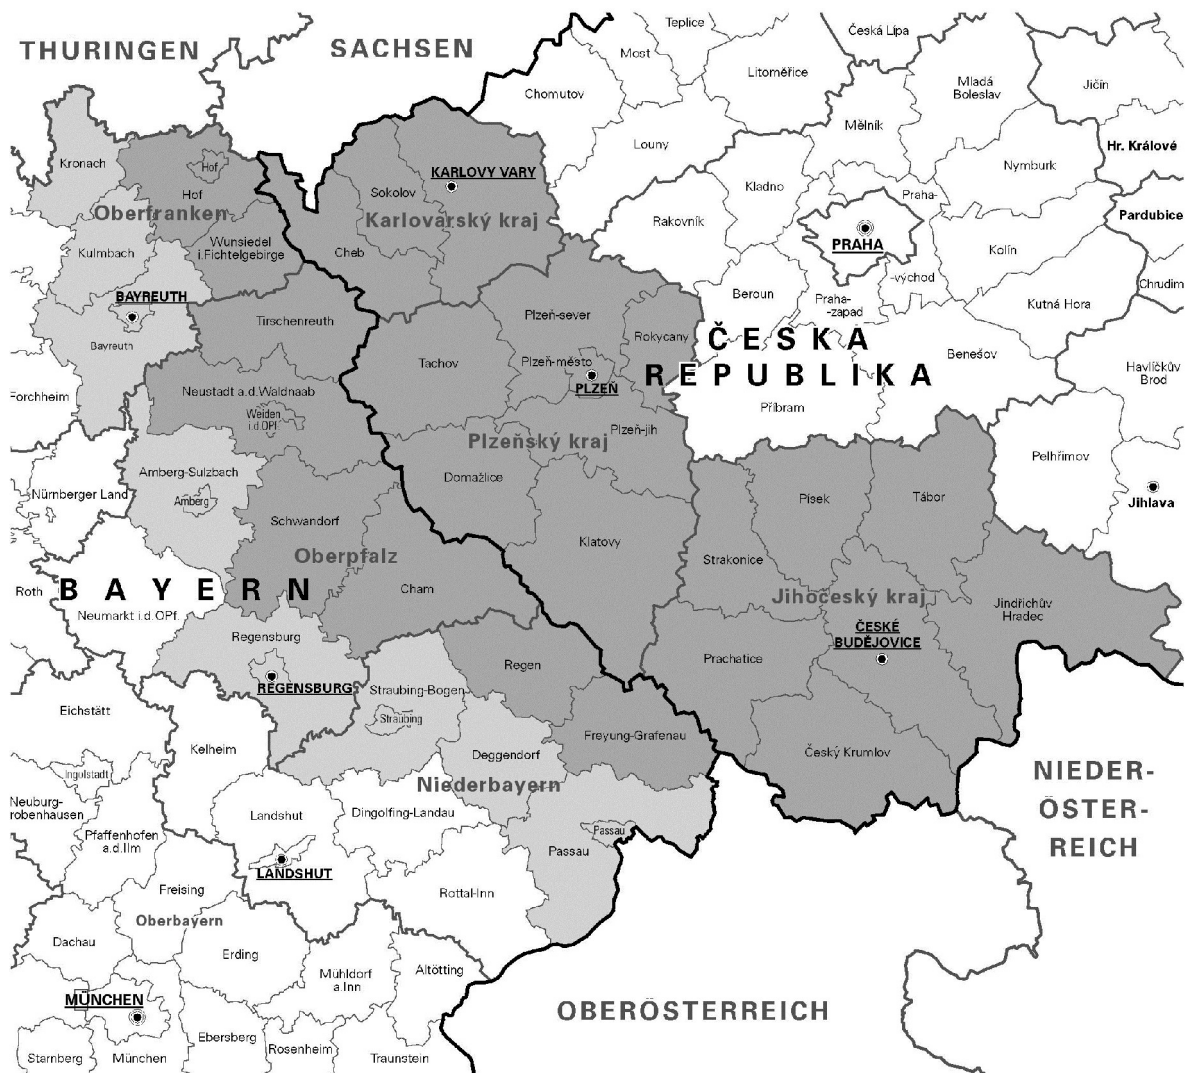 THURINGEN
SACHSEN
Teplice
Česká Lípa
Most
Litoměřice
Chomutov
Mladá
Boleslav
Jičín
Mělník
Louny
Hr. Králové
Nymburk
Kronach
Hof
Hof
Sokolov
KARLOVY VARY
Kladno
Praha-
Oberfranken
Karlovarský kraj
Rakovník
Pardubice
PRAHA
Kulmbach
Wunsiedel
i.Fichtelgebirge
Cheb
Kolín
-východ
Chrudim
BAYREUTH
Beroun
Praha-
-zapad
Kutná Hora
Tirschenreuth
Plzeň-sever
Rokycany
Bayreuth
Tachov
Plzeň-město
PLZEŇ
ČESKÁ
REPUBLIKA
Benešov
Havlíčkův
Brod
Forchheim
Neustadt a.d.Waldnaab
Weiden
i.d.OPf.
Příbram
Plzeň-jih
Plzeňský kraj
Pelhřimov
Amberg-Sulzbach
Domažlice
Nürnberger Land
Amberg
Písek
Tábor
Jihlava
Schwandorf
Klatovy
Oberpfalz
Strakonice
BAYERN
Roth
Cham
Jihočeský kraj
Neumarkt i.d.OPf.
Jindřichův
Hradec
ČESKÉ
BUDĚJOVICE
Regensburg
Regen
Prachatice
REGENSBURG
Straubing-Bogen
Straubing
Eichstätt
Freyung-Grafenau
Kelheim
Deggendorf
Český Krumlov
Ingolstadt
Niederbayern
NIEDER-
ÖSTER-
REICH
Neuburg-
robenhausen
Landshut
Dingolfing-Landau
Pfaffenhofen
a.d.Ilm
Passau
Passau
LANDSHUT
Freising
Rottal-Inn
Oberbayern
Dachau
Erding
Mühldorf
a.Inn
Altötting
MÜNCHEN
OBERÖSTERREICH
Ebersberg
Rosenheim
Starnberg
München
Traunstein